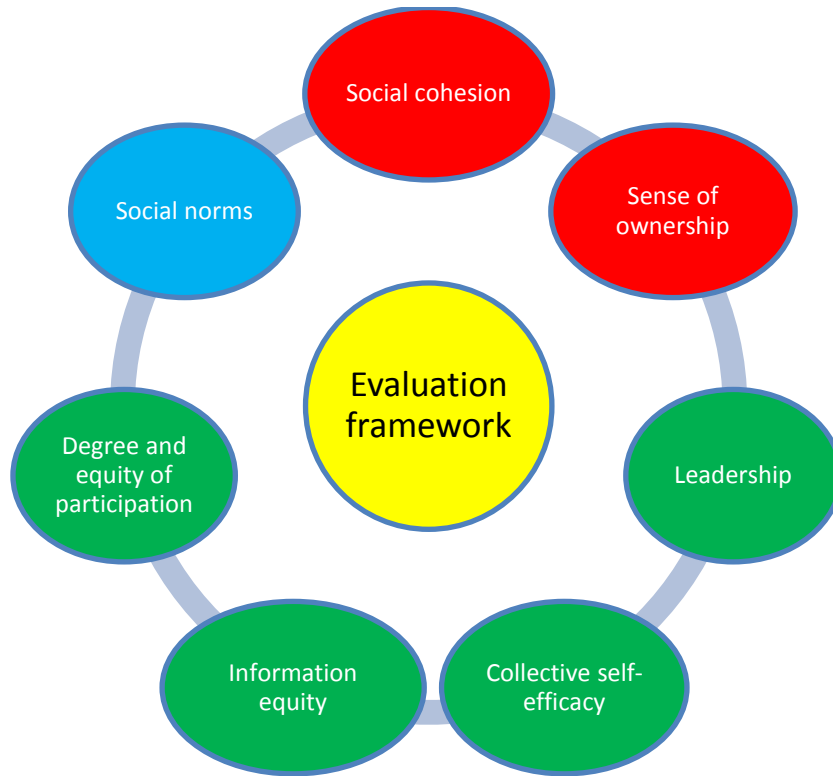 Social cohesion
Social norms
Sense of
ownership
Evaluation
framework
Degree and
equity of
participation
Leadership
Information
equity
Collective self-
efficacy